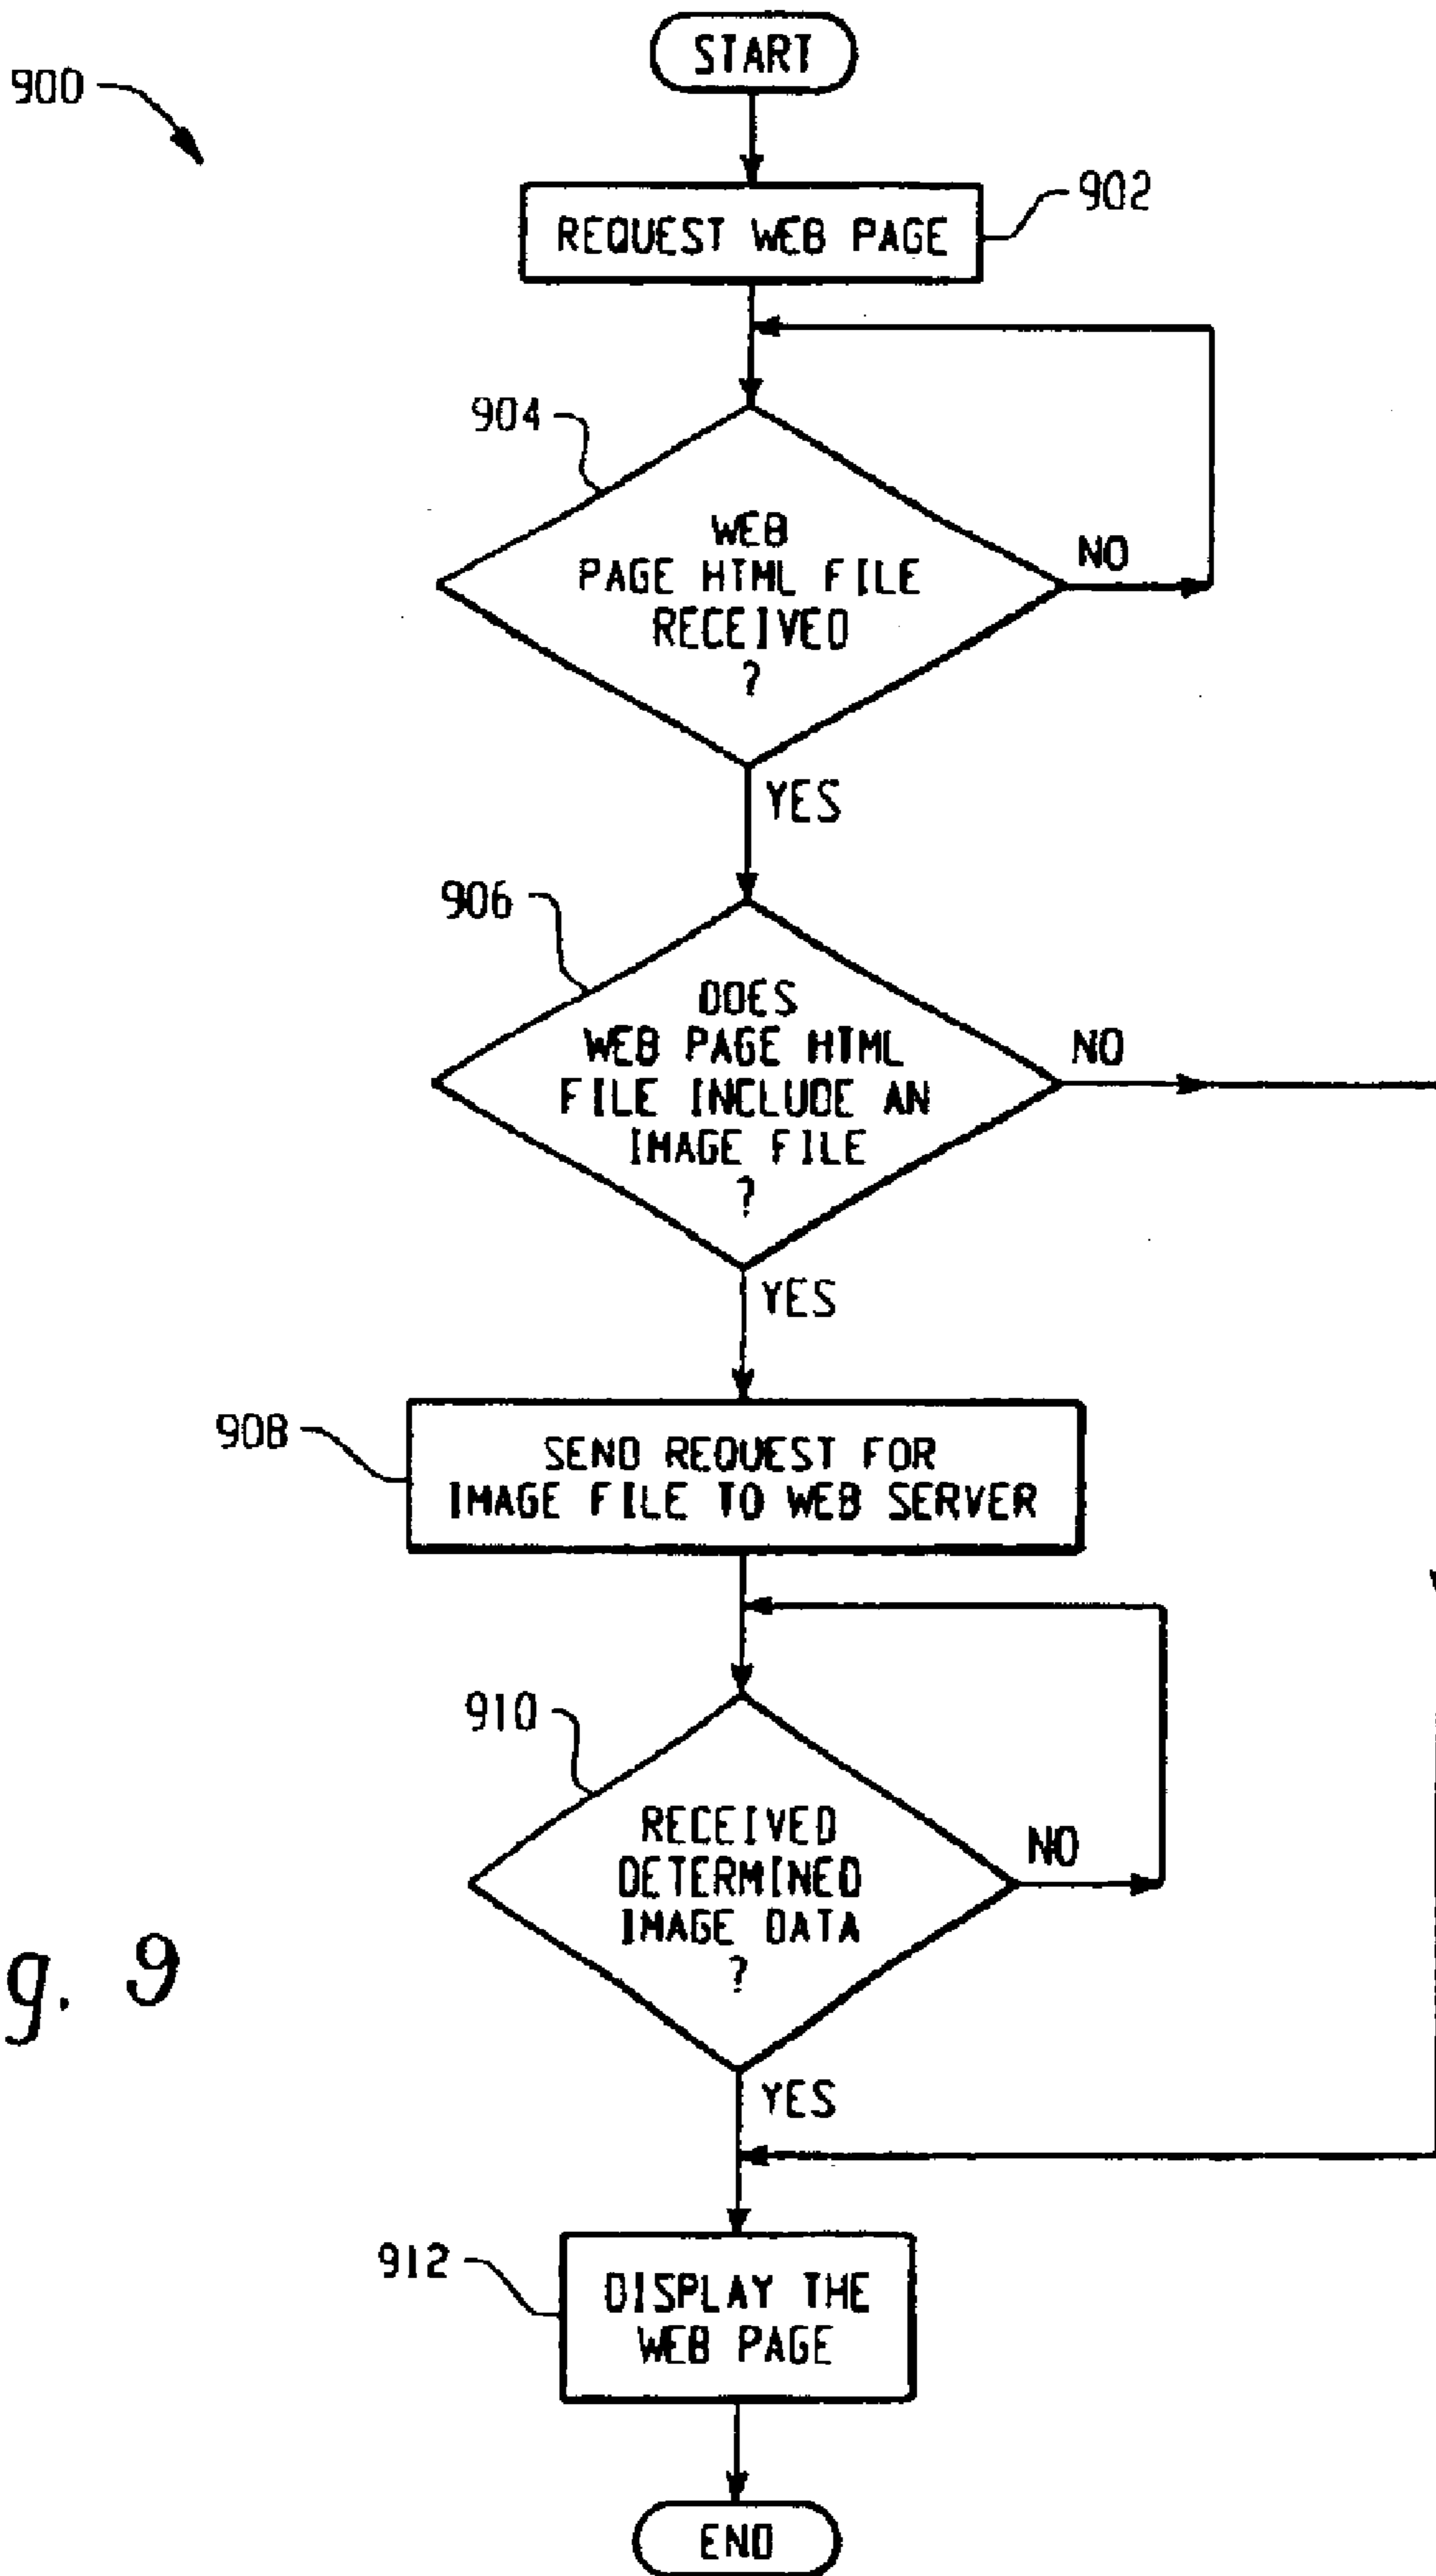 START
900
902
REQUEST WEB PAGE
904
WEB
PAGE HTML FILE
RECEIVED
?
NO
YES
906
DOES
WEB PAGE HTML
FILE INCLUDE AN
IMAGE FILE
?
NO
YES
908
SEND REQUEST FOR
IMAGE FILE TO WEB SERVER
910
RECEIVED
DETERMINED
IMAGE DATA
?
NO
g. 9
YES
912
DISPLAY THE
WEB PAGE
END